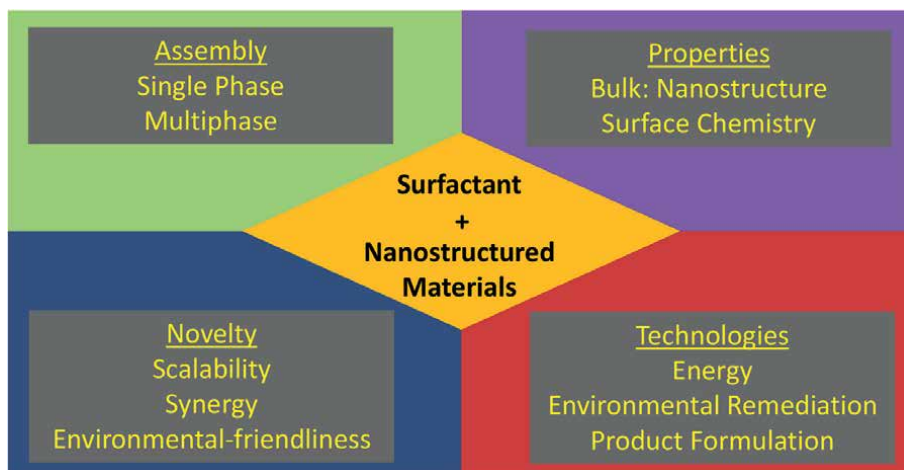 Assembly
Single Phase
Multiphase
Properties
Bulk: Nanostructure
Surface Chemistry
Surfactant
+
Nanostructured
Materials
Novelty
Scalability
Synergy
Environmental-friendliness
Technologies
Energy
Environmental Remediation
Product Formulation